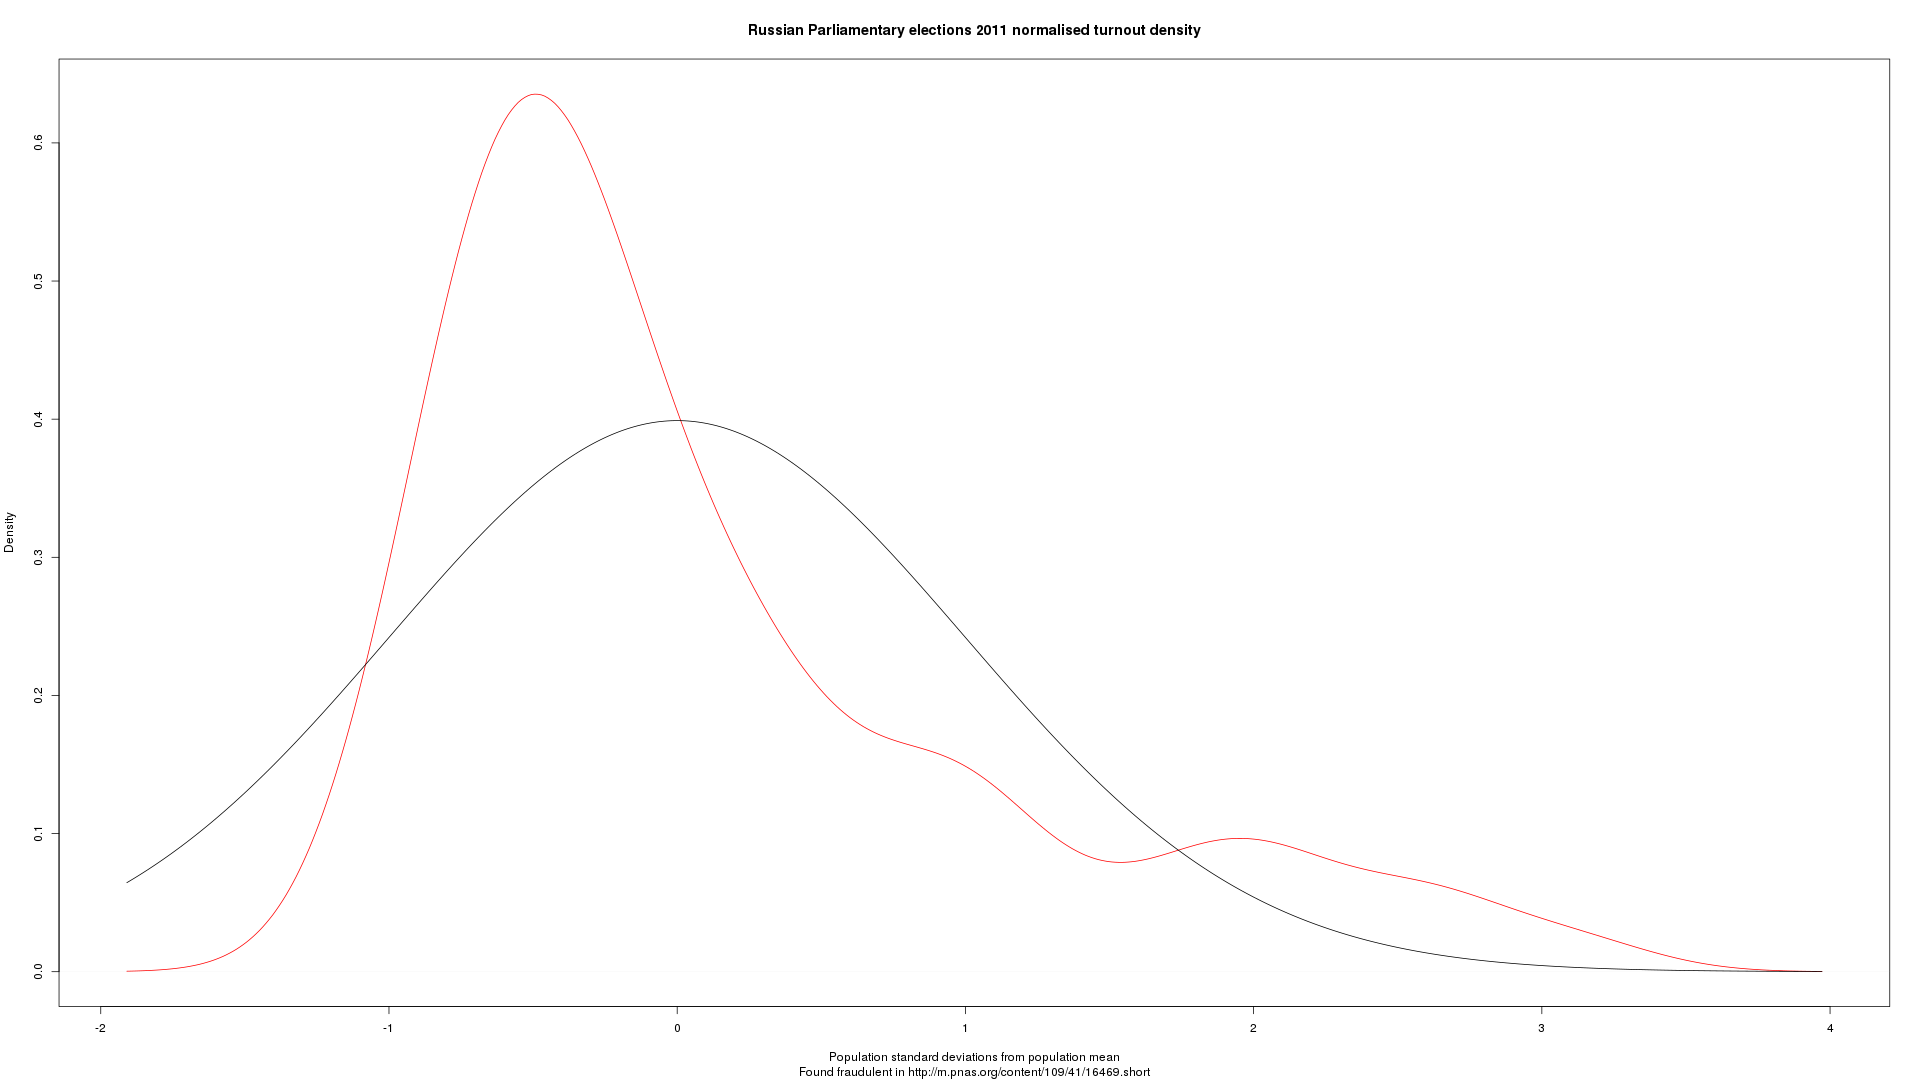 Russian Parliamentary elections 2011 normalised turnout density
Density
0.6
0.5
0.4
0.3
0.2
0.1
0.0
-2 -1 0 1 2 3 4
Population standard deviations from population mean
Found fraudulent in http://m.pnas.org/content/109/41/16469.short